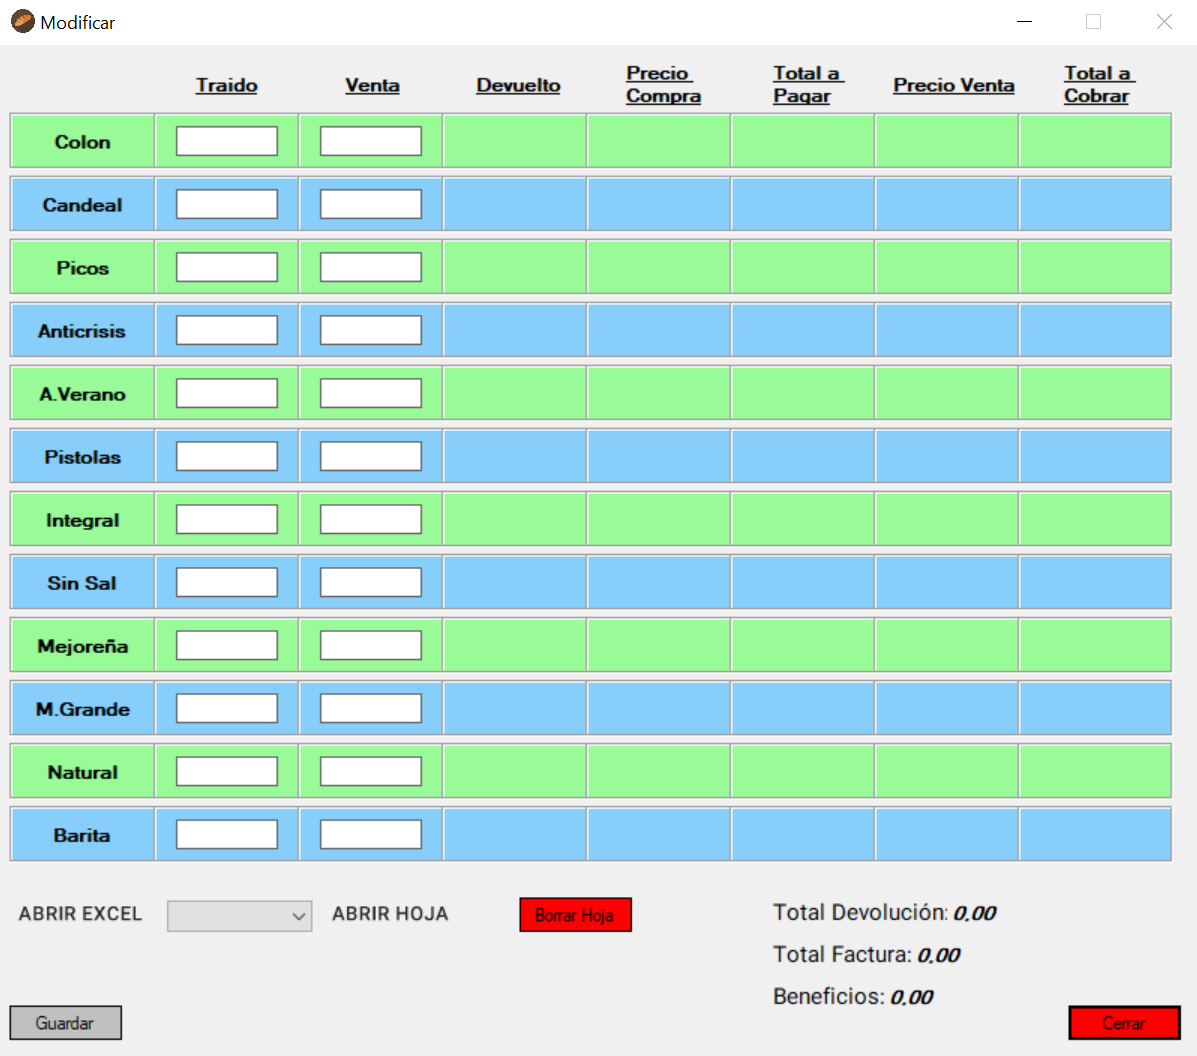 Modificar
Traido Venta Devuelto Precio Compra Total a Pagar Precio Venta Total a Cobrar
Colon
Candeal
Picos
Anticrisis
A.Verano
Pistolas
Integral
Sin Sal
Mejoreña
M.Grande
Natural
Barita
ABRIR EXCEL ABRIR HOJA Borrar Hoja Total Devolución: 0,00
Total Factura: 0,00
Beneficios: 0,00
Guardar Cerrar